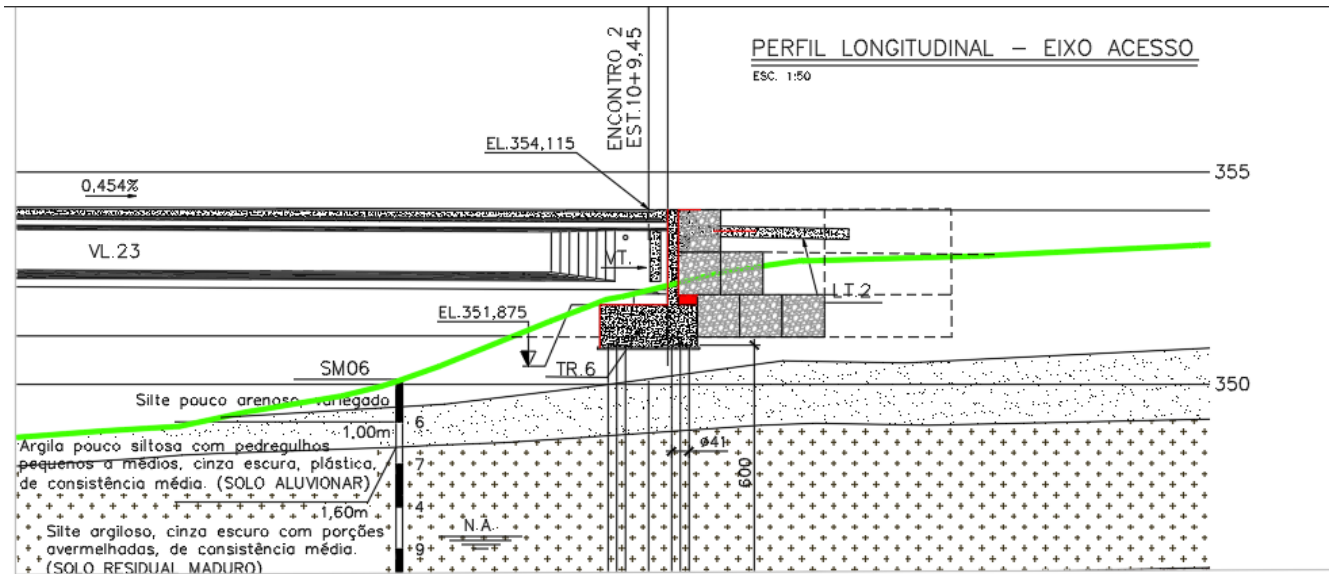 ENCONTRO 2
EST.10+9,45
PERFIL LONGITUDINAL – EIXO ACESSO
ESC. 1:50
EL.354,115
355
0,454%
VL.23
VT.
LT.2
EL.351,875
TR.6
SM06
350
Silte pouco arenoso, variegado
6
1,00m
ø41
Argila pouco siltosa com pedregulhos
pequenos a médios, cinza escura, plástica,
7
600
de consistência média. (SOLO ALUVIONAR)
1,60m
4
Silte argiloso, cinza escuro com porções
N.A.
avermelhadas, de consistência média.
9
(SOLO RESIDUAL MADURO)